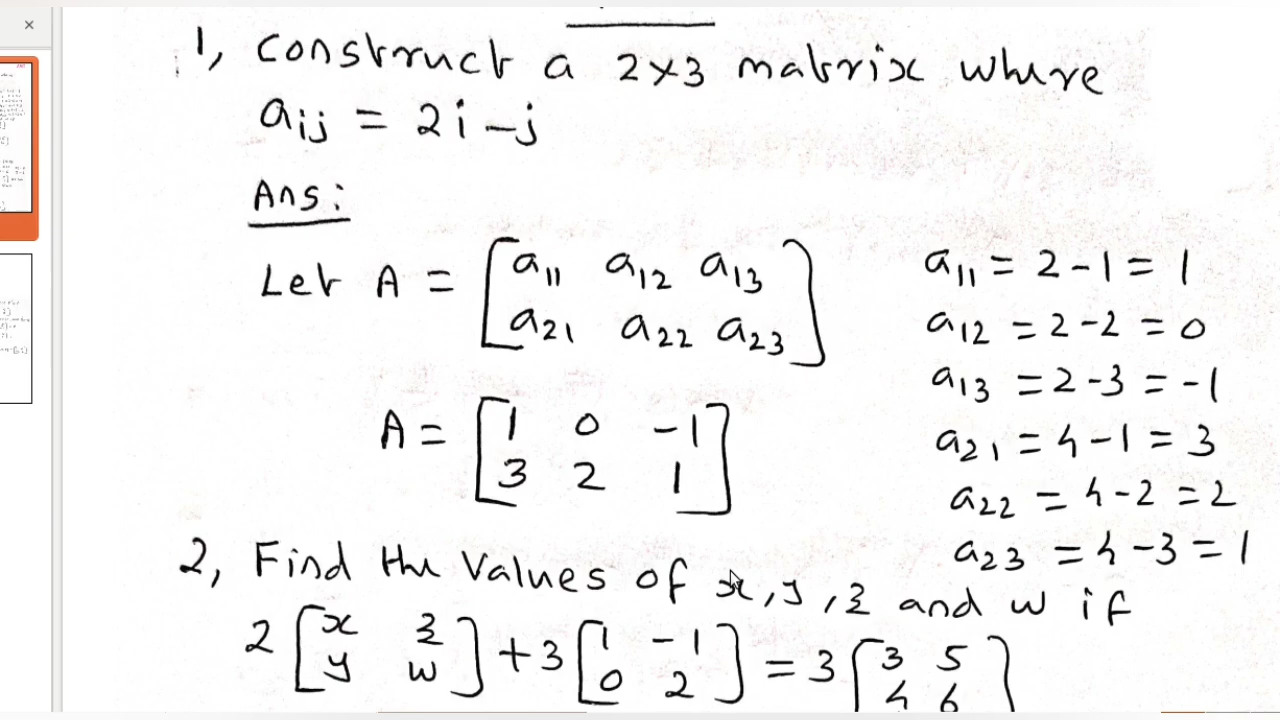 1, Construct a 2x3 matrix where
aij = 2i - j
Ans:
Let A = [a11 a12 a13
a21 a22 a23]
a11 = 2 - 1 = 1
a12 = 2 - 2 = 0
a13 = 2 - 3 = -1
a21 = 4 - 1 = 3
a22 = 4 - 2 = 2
a23 = 4 - 3 = 1
A = [1 0 -1
3 2 1]
2, Find the values of x, y, z and w if
2 [x z
y w] + 3 [1 -1
0 2] = 3 [3 5
4 6]